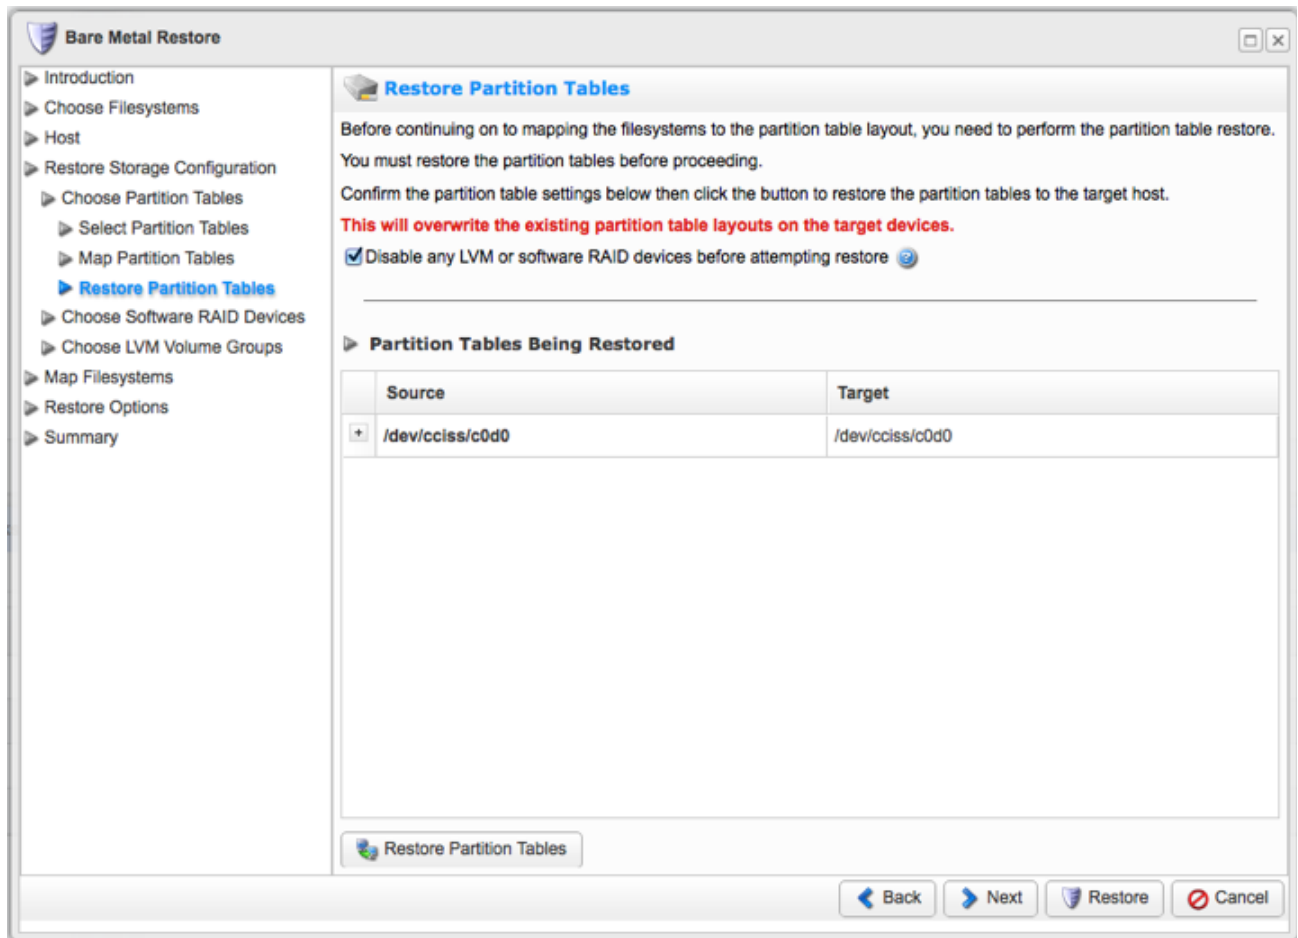 Bare Metal Restore
Introduction
Choose Filesystems
Host
Restore Storage Configuration
Choose Partition Tables
Select Partition Tables
Map Partition Tables
Restore Partition Tables
Choose Software RAID Devices
Choose LVM Volume Groups
Map Filesystems
Restore Options
Summary
Restore Partition Tables
Before continuing on to mapping the filesystems to the partition table layout, you need to perform the partition table restore.
You must restore the partition tables before proceeding.
Confirm the partition table settings below then click the button to restore the partition tables to the target host.
This will overwrite the existing partition table layouts on the target devices.
Disable any LVM or software RAID devices before attempting restore
Partition Tables Being Restored
Source Target
/dev/cciss/c0d0 /dev/cciss/c0d0
Restore Partition Tables
Back Next Restore Cancel